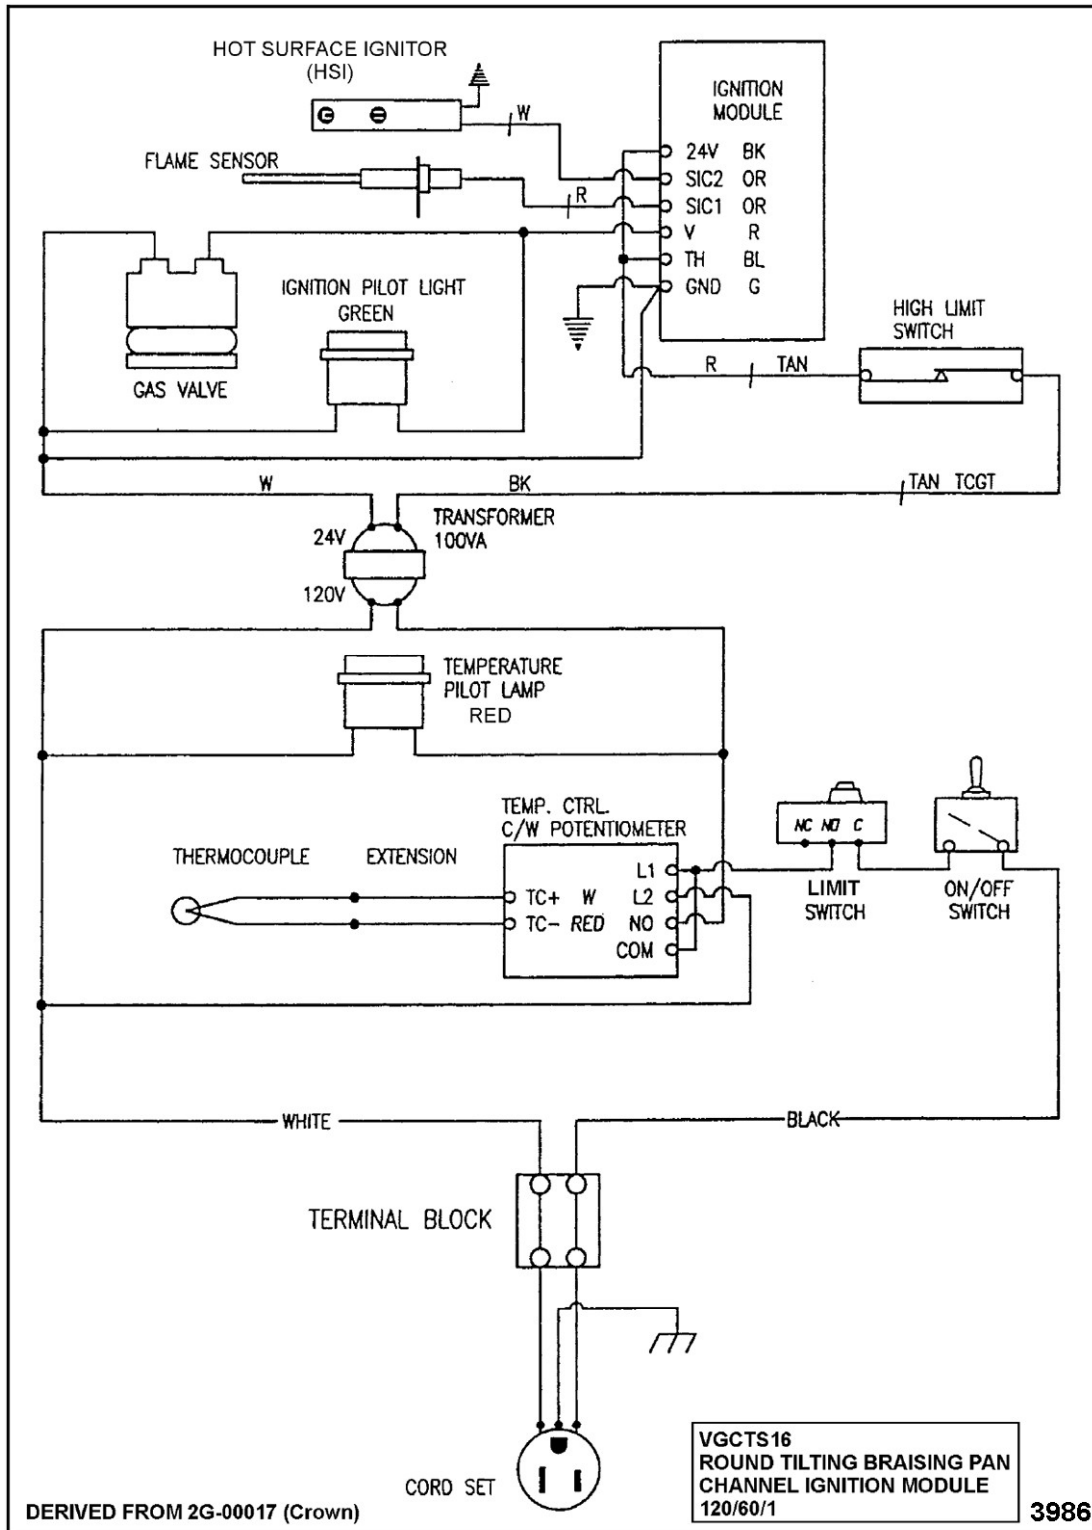 HOT SURFACE IGNITOR
(HSI)
W
FLAME SENSOR
R
IGNITION
MODULE
24V BK
SIC2 OR
SIC1 OR
V R
TH BL
GND G
IGNITION PILOT LIGHT
GREEN
GAS VALVE
HIGH LIMIT
SWITCH
R TAN
W
BK
TAN TCGT
24V
TRANSFORMER
100VA
120V
TEMPERATURE
PILOT LAMP
RED
TEMP. CTRL.
C/W POTENTIOMETER
NC NO C
THERMOCOUPLE
EXTENSION
L1
TC+ W L2
TC- RED NO
COM
LIMIT
SWITCH
ON/OFF
SWITCH
WHITE
BLACK
TERMINAL BLOCK
CORD SET
VGCTS16
ROUND TILTING BRAISING PAN
CHANNEL IGNITION MODULE
120/60/1
DERIVED FROM 2G-00017 (Crown)
3986